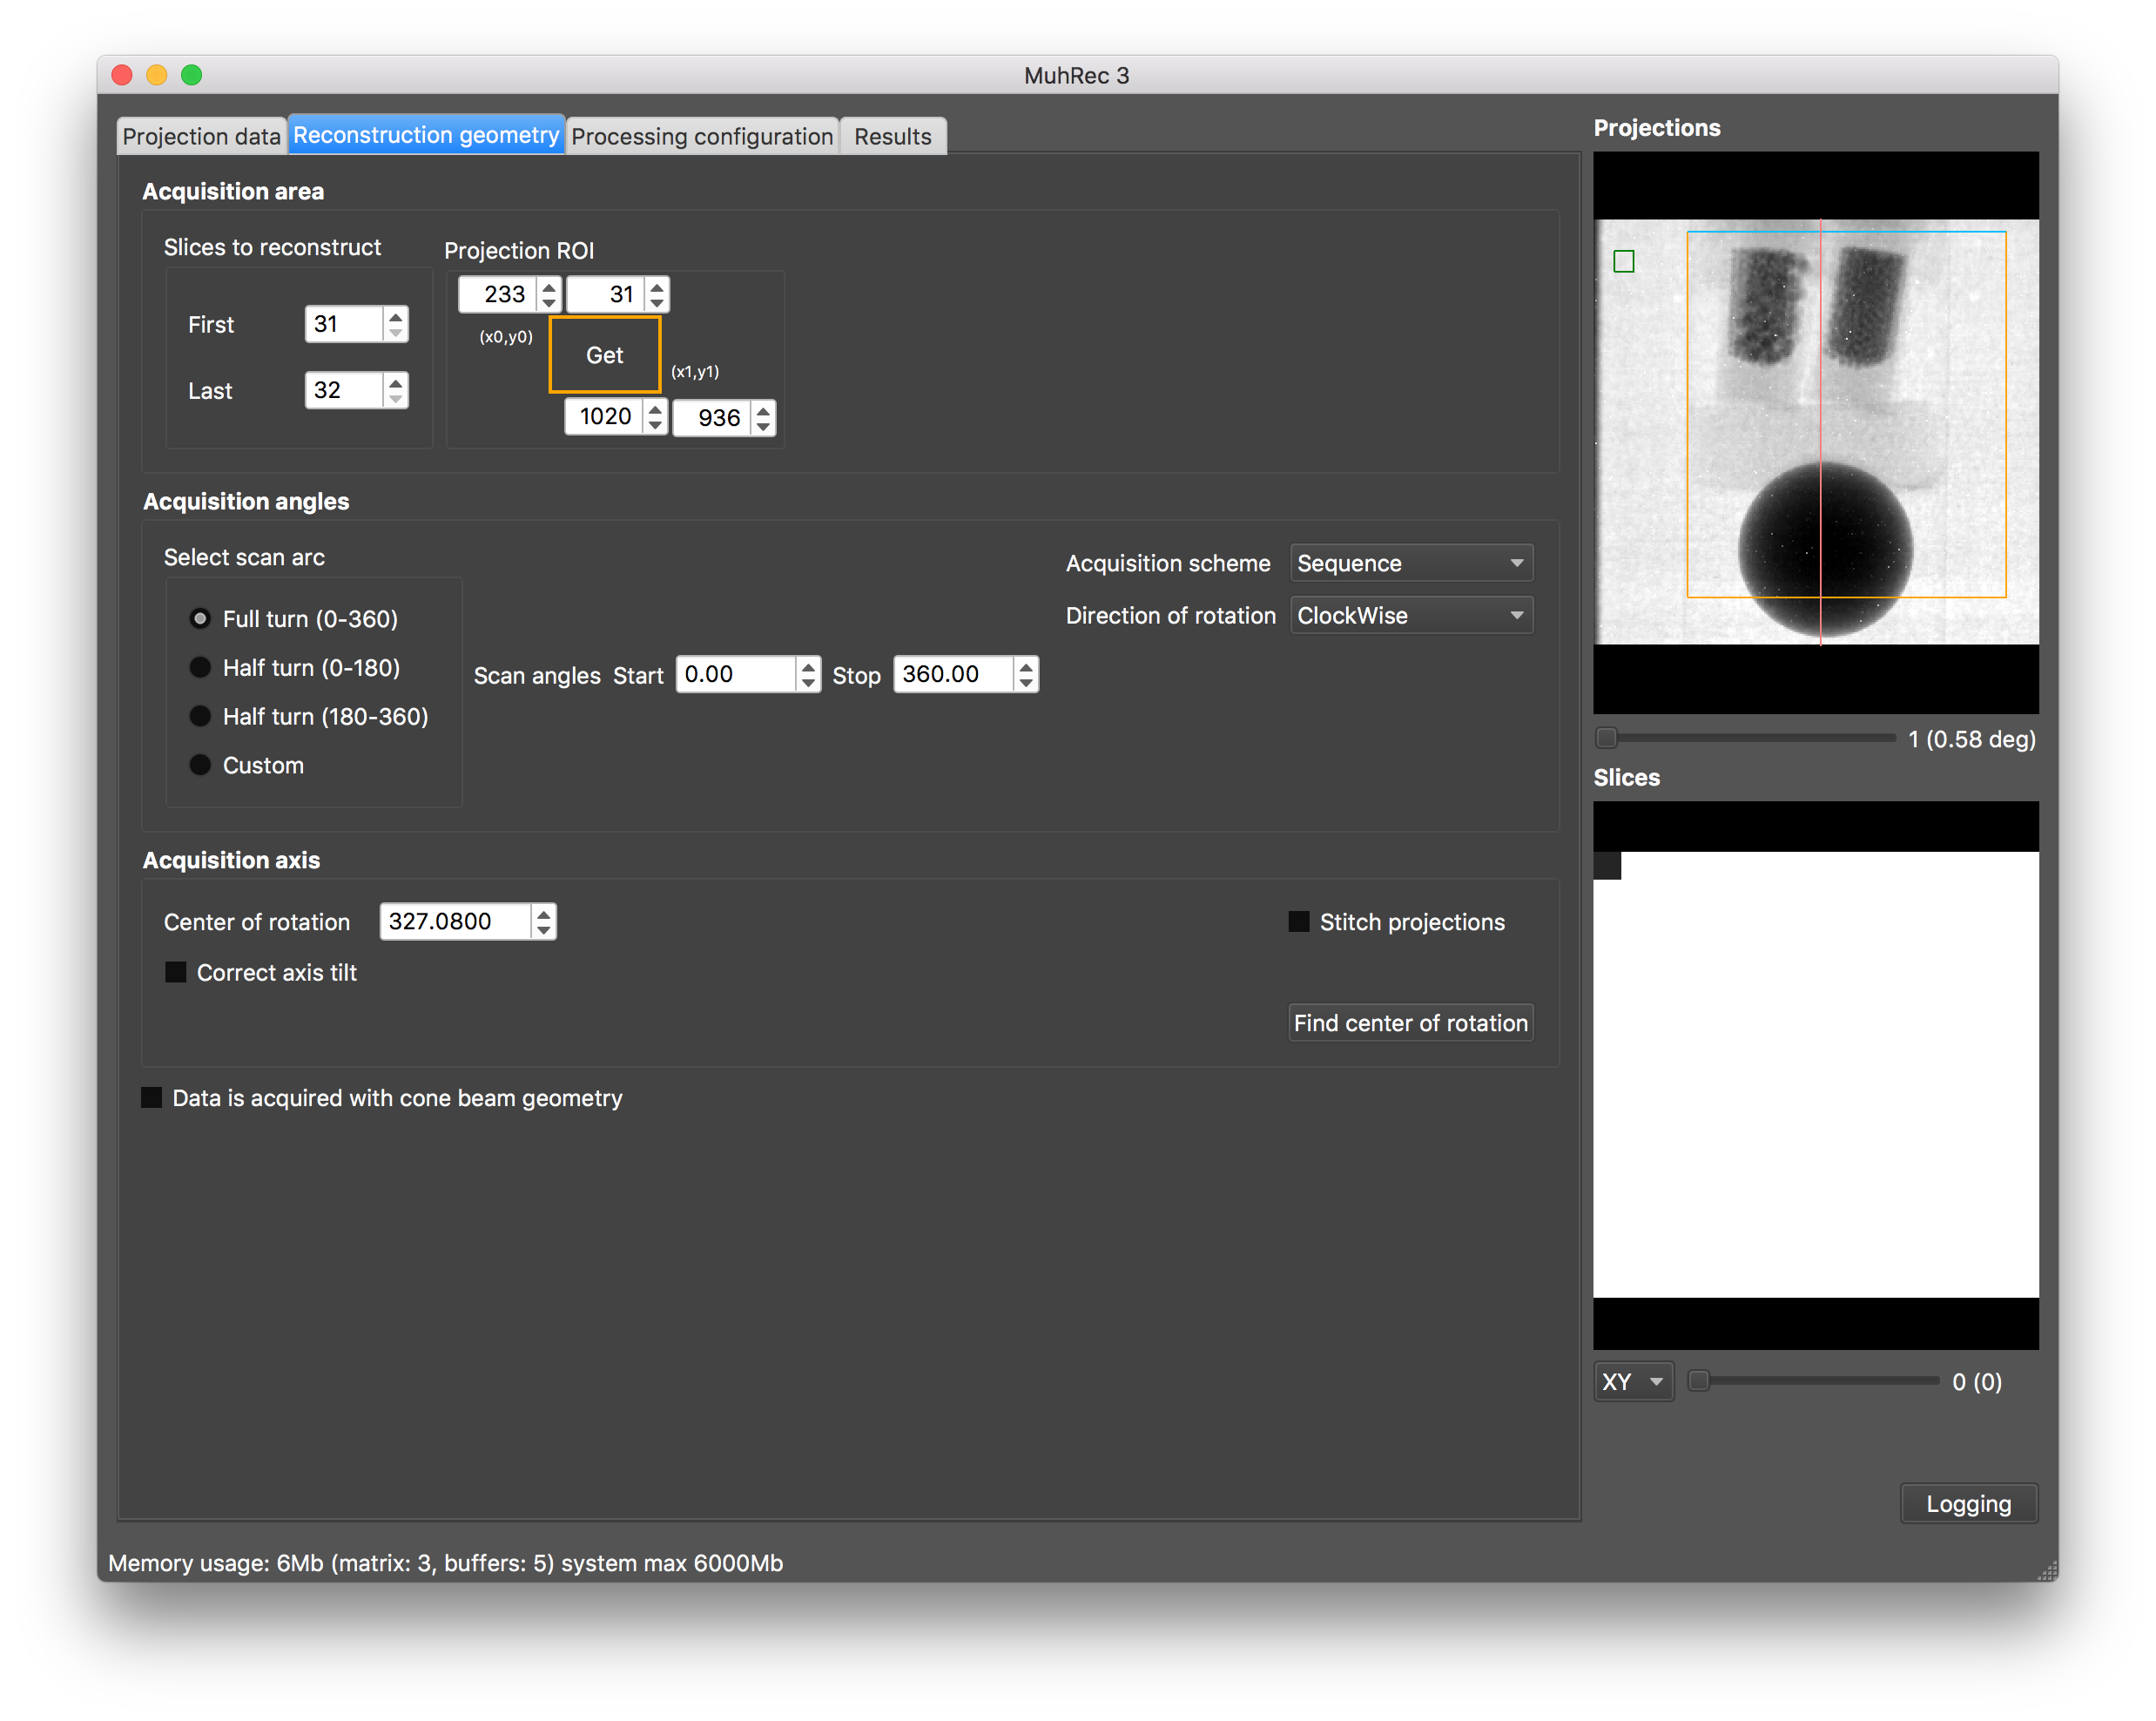 MuhRec 3
Projection data Reconstruction geometry Processing configuration Results
Acquisition area
Slices to reconstruct
First 31
Last 32
Projection ROI
233 31
(x0,y0)
Get
(x1,y1)
1020 936
Acquisition angles
Select scan arc
Full turn (0-360)
Half turn (0-180)
Half turn (180-360)
Custom
Scan angles Start 0.00 Stop 360.00
Acquisition scheme Sequence
Direction of rotation ClockWise
Acquisition axis
Center of rotation 327.0800
Correct axis tilt
Stitch projections
Find center of rotation
Data is acquired with cone beam geometry
Projections
1 (0.58 deg)
Slices
XY 0 (0)
Logging
Memory usage: 6Mb (matrix: 3, buffers: 5) system max 6000Mb